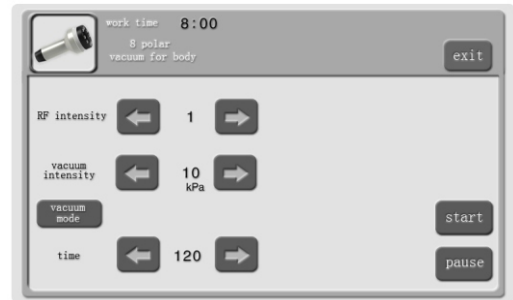 work time 8:00
8 polar
vacuum for body
exit
RF intensity 1
vacuum
intensity 10
kPa
vacuum
mode
start
time 120
pause